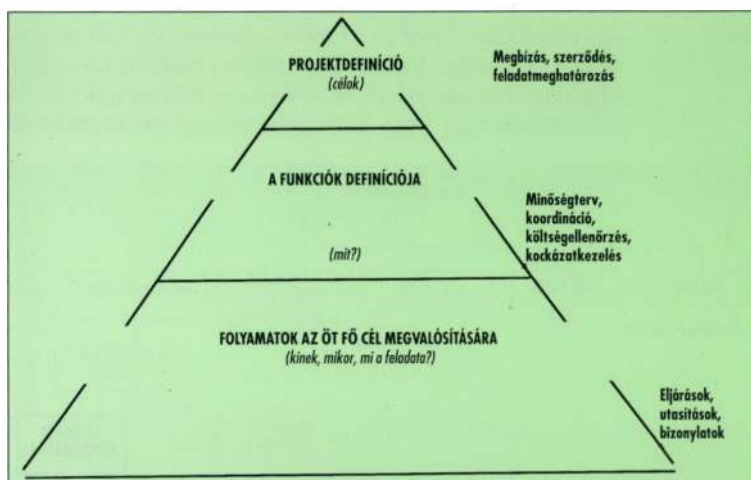 PROJEKTDEFINÍCIÓ
(célok)
Megbízás, szerződés,
feladatmeghatározás
A FUNKCIÓK DEFINÍCIÓJA
(mit?)
Minőségterv,
koordináció,
költségellenőrzés,
kockázatkezelés
FOLYAMATOK AZ ÖT FŐ CÉL MEGVALÓSÍTÁSÁRA
(kinek, mikor, mi a feladata?)
Eljárások,
utasítások,
bizonylatok